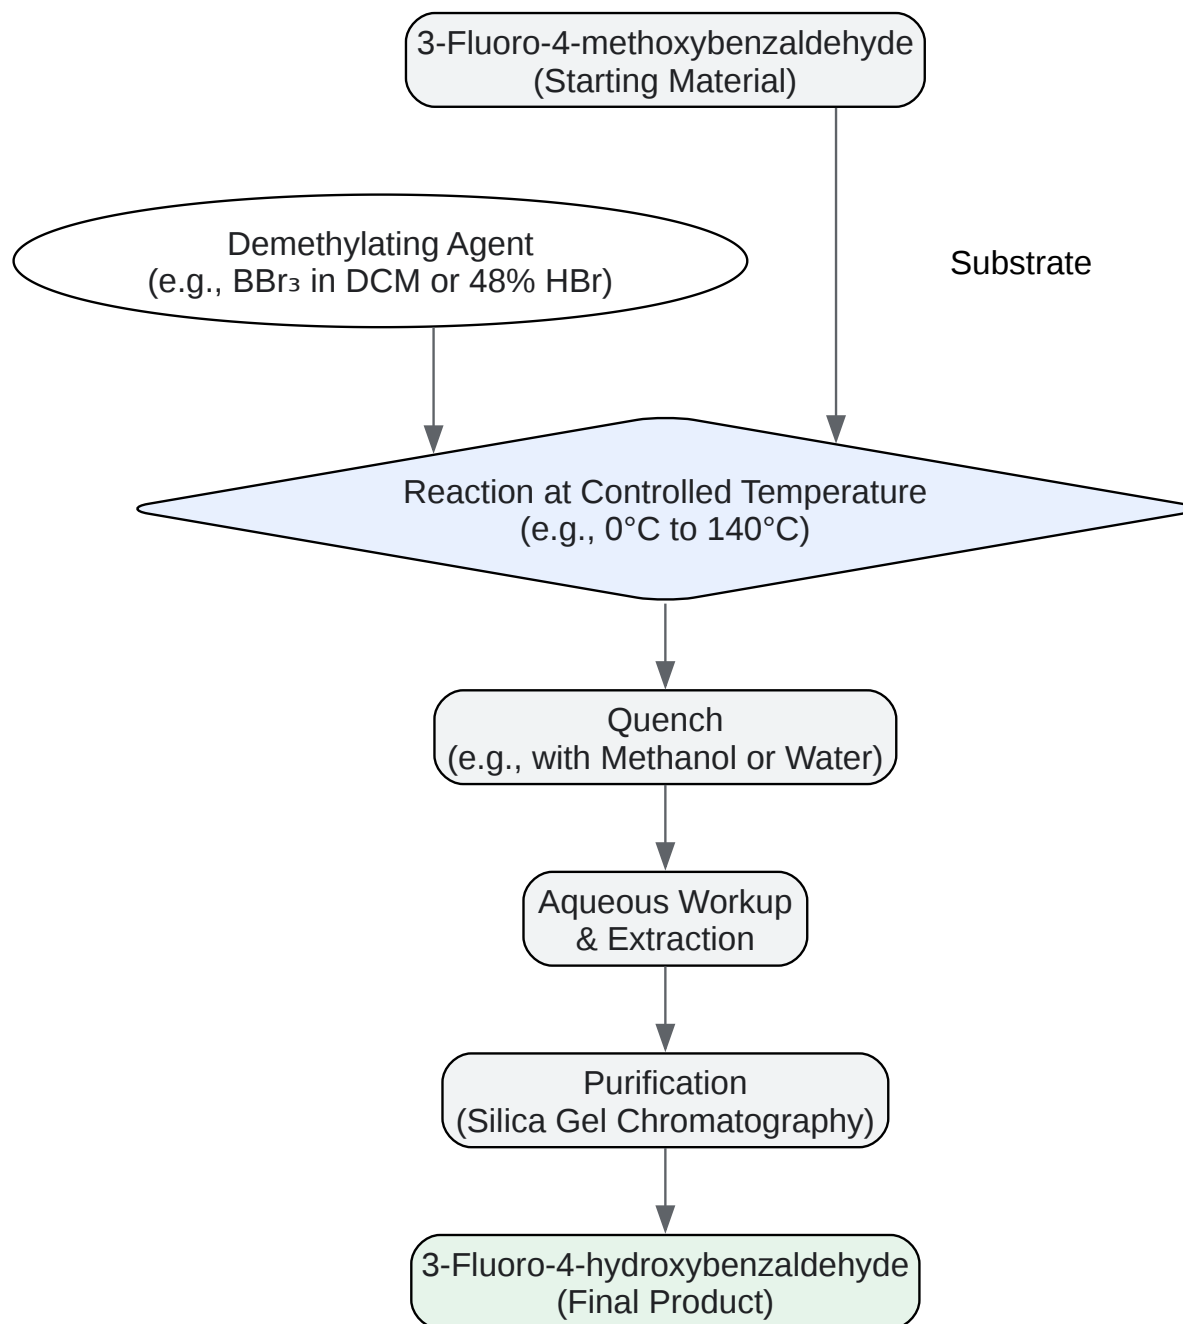 3-Fluoro-4-methoxybenzaldehyde
(Starting Material)
Demethylating Agent
(e.g., BBr₃ in DCM or 48% HBr)
Substrate
Reaction at Controlled Temperature
(e.g., 0°C to 140°C)
Quench
(e.g., with Methanol or Water)
Aqueous Workup
& Extraction
Purification
(Silica Gel Chromatography)
3-Fluoro-4-hydroxybenzaldehyde
(Final Product)